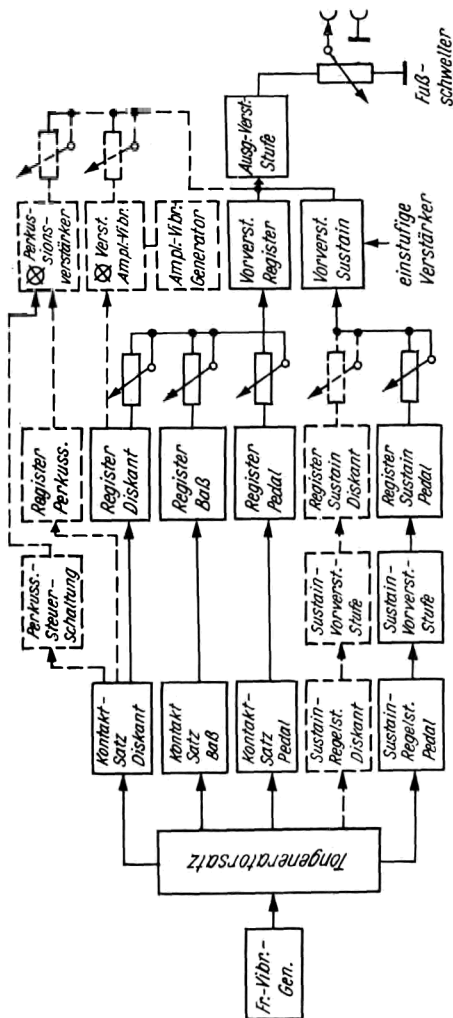 Fr.-Vibr.-
Gen.
Tongeneratorsatz
Kontakt-
Satz
Diskant
Kontakt
Satz
Baß
Kontakt-
Satz
Pedal
Sustain-
Regelst.
Diskant
Sustain-
Regelst.
Pedal
Perkuss.-
Steuer-
Schaltung
Sustain-
Vorverst.-
Stufe
Sustain-
Vorverst.-
Stufe
Register
Perkuss.
Register
Diskant
Register
Baß
Register
Pedal
Register
Sustain
Diskant
Register
Sustain
Pedal
Perkus-
sions-
verstärker
Verst.
Ampl-Vibr.
Ampl-Vibr.-
Generator
Vorverst.
Register
Vorverst.
Sustain
einstufige
Verstärker
Ausg-Verst.-
Stufe
Fuß-
schweller